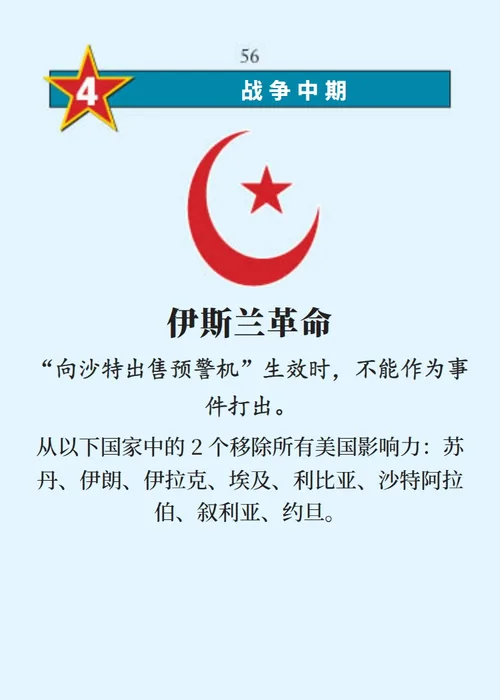 56
4
战争中期
伊斯兰革命
“向沙特出售预警机”生效时，不能作为事
件打出。
从以下国家中的 2 个移除所有美国影响力：苏
丹、伊朗、伊拉克、埃及、利比亚、沙特阿拉
伯、叙利亚、约旦。